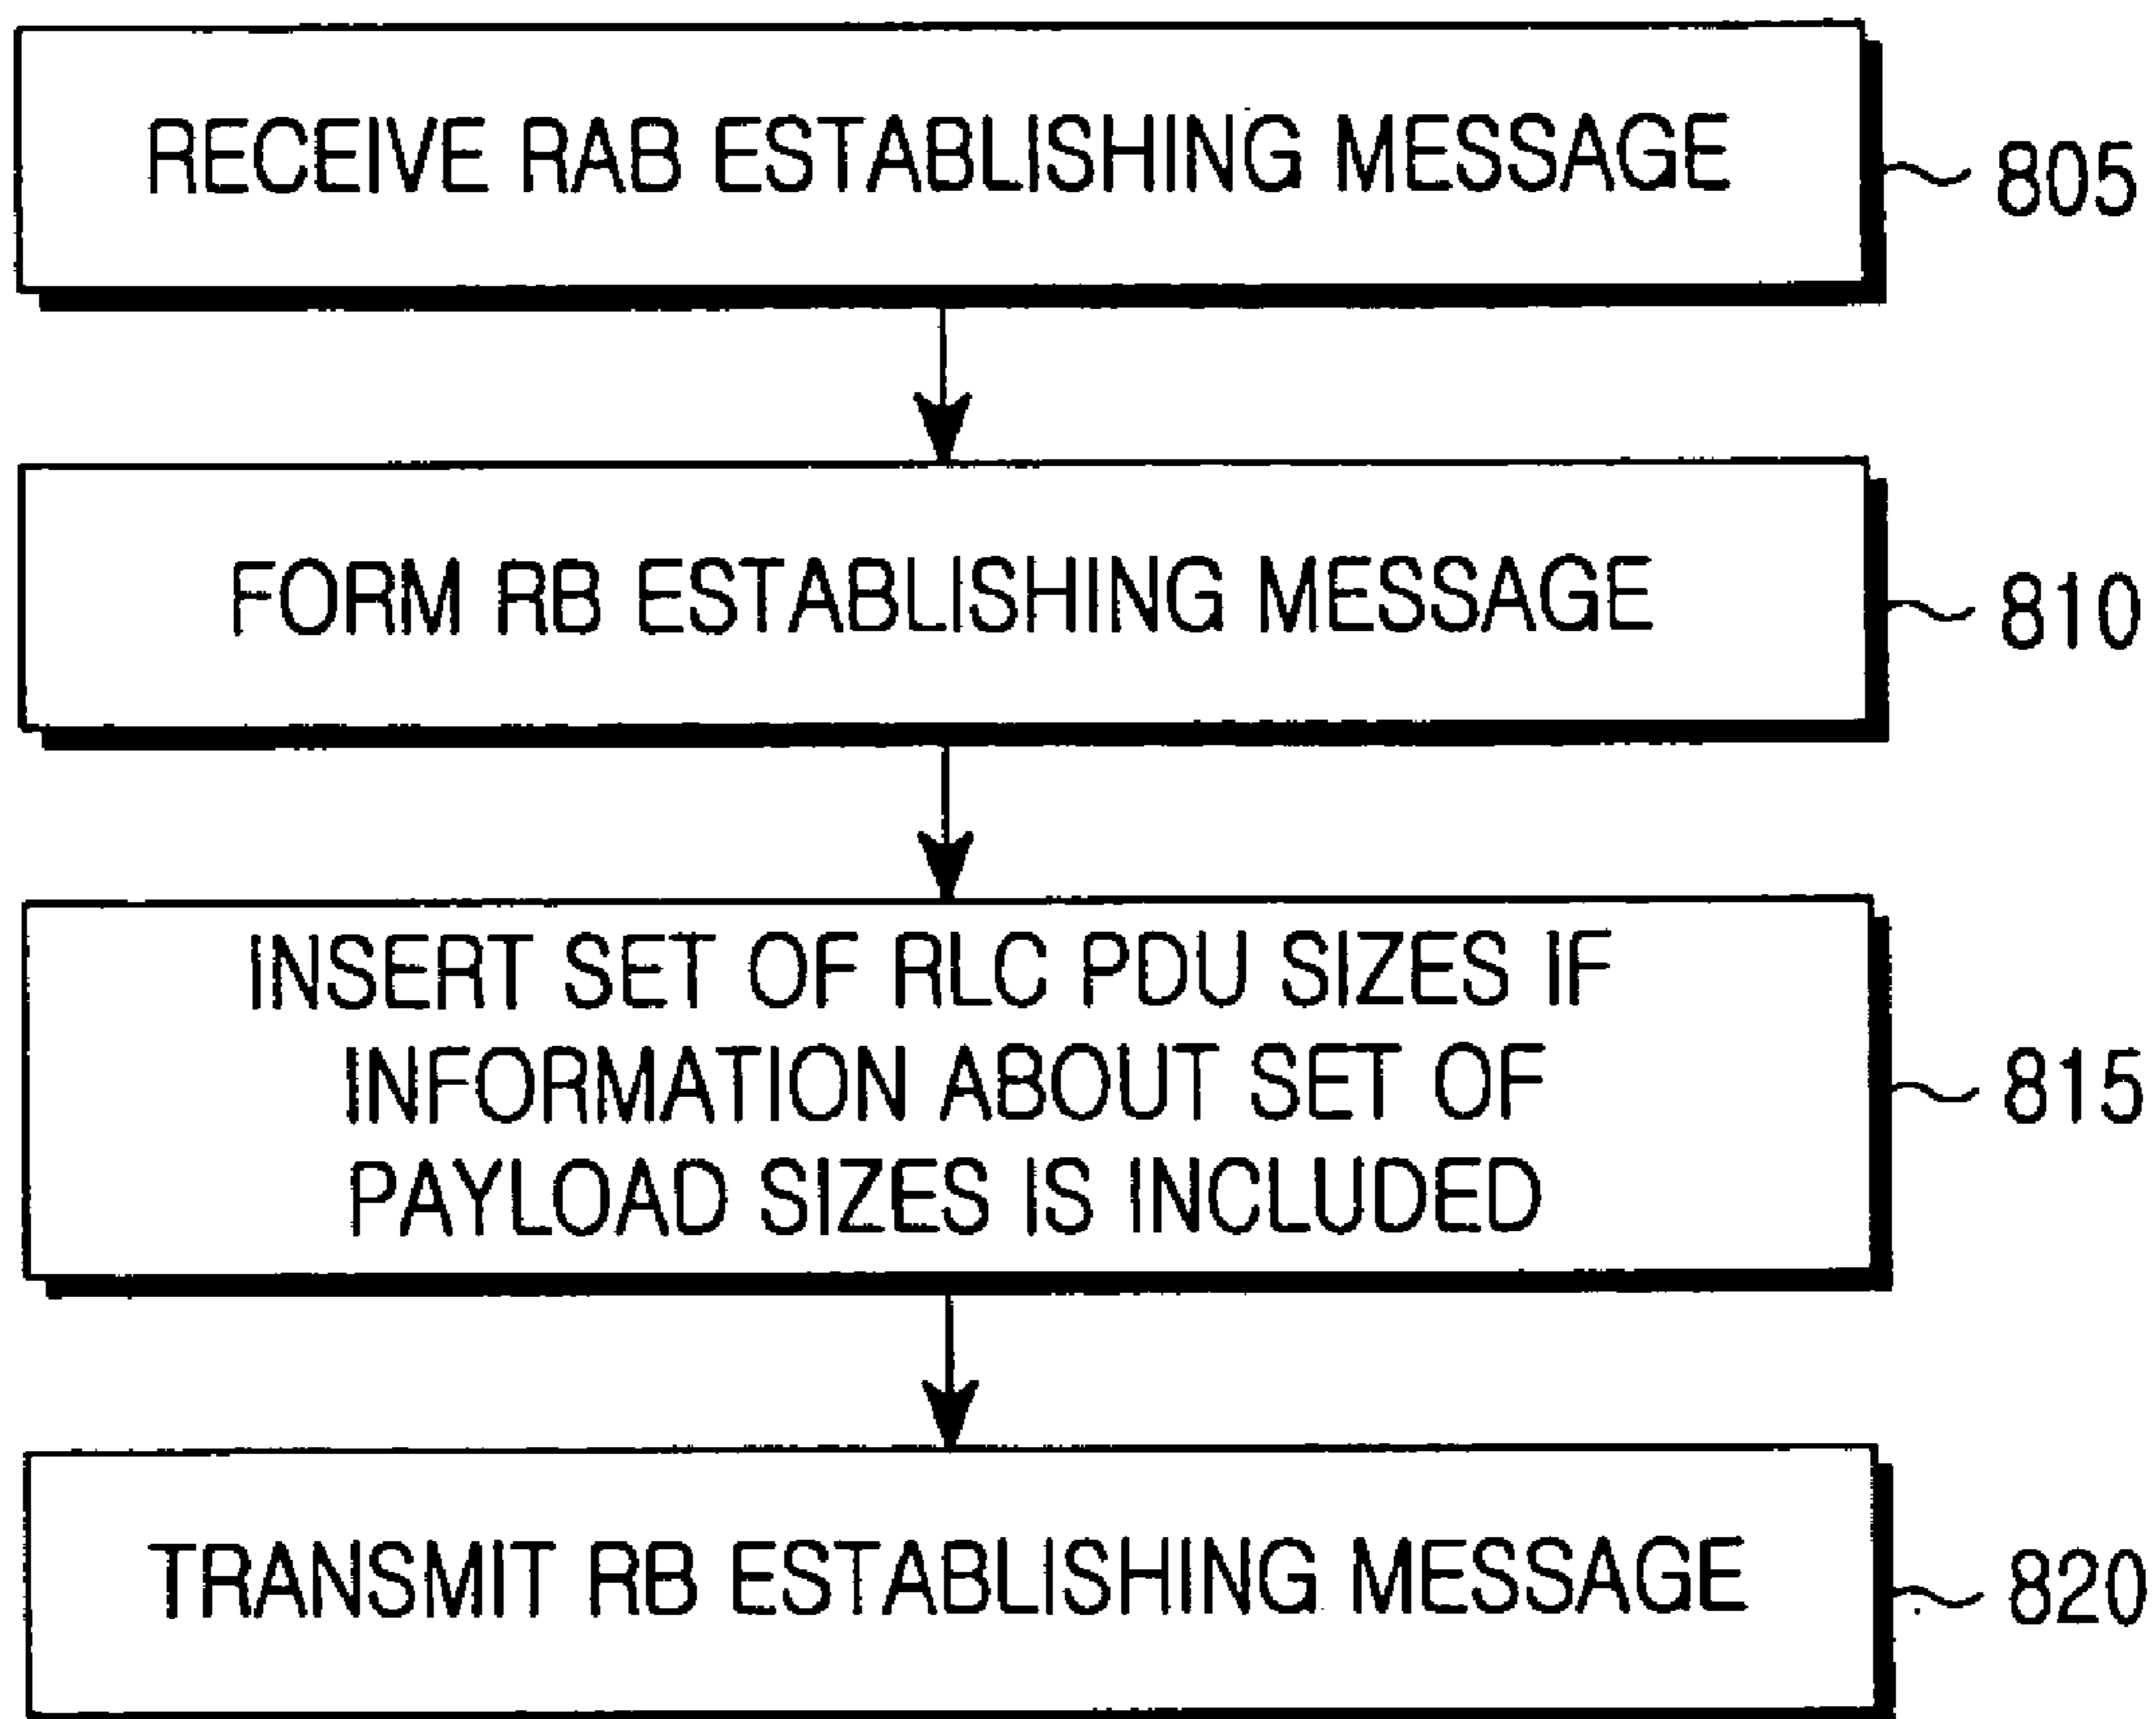 RECEIVE RAB ESTABLISHING MESSAGE
805
FORM RB ESTABLISHING MESSAGE
810
INSERT SET OF RLC PDU SIZES IF
INFORMATION ABOUT SET OF
PAYLOAD SIZES IS INCLUDED
815
TRANSMIT RB ESTABLISHING MESSAGE
820